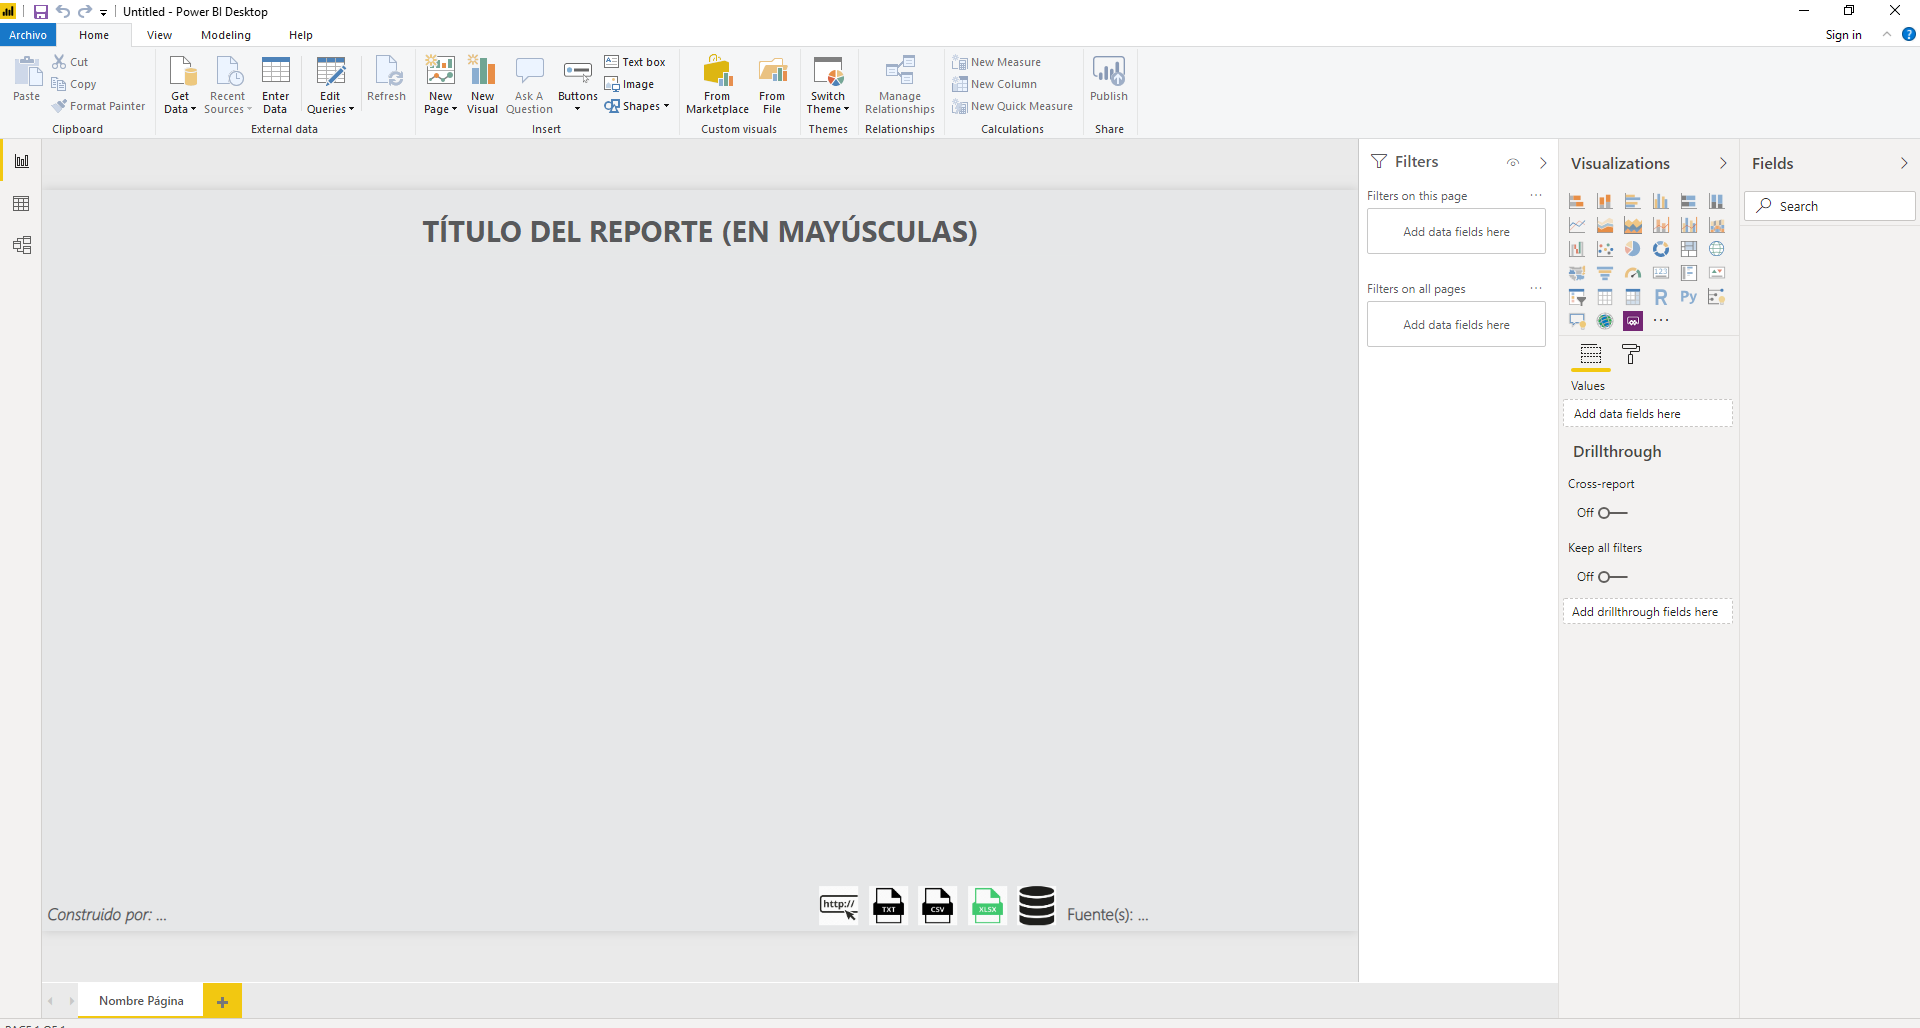 Untitled - Power BI Desktop
Archivo Home View Modeling Help Sign in
Paste
Cut
Copy
Format Painter
Clipboard
Get Data
Recent Sources
Enter Data
Edit Queries
Refresh
External data
New Page
New Visual
Ask A Question
Buttons
Text box
Image
Shapes
Insert
From Marketplace
From File
Custom visuals
Switch Theme
Themes
Manage Relationships
Relationships
New Measure
New Column
New Quick Measure
Calculations
Publish
Share
TÍTULO DEL REPORTE (EN MAYÚSCULAS)
Construido por: ...
http://
TXT
CSV
XLSX
Fuente(s): ...
Nombre Página
PAGE 1 OF 1
Filters
Filters on this page
Add data fields here
Filters on all pages
Add data fields here
Visualizations
123
R
Py
Values
Add data fields here
Drillthrough
Cross-report
Off
Keep all filters
Off
Add drillthrough fields here
Fields
Search